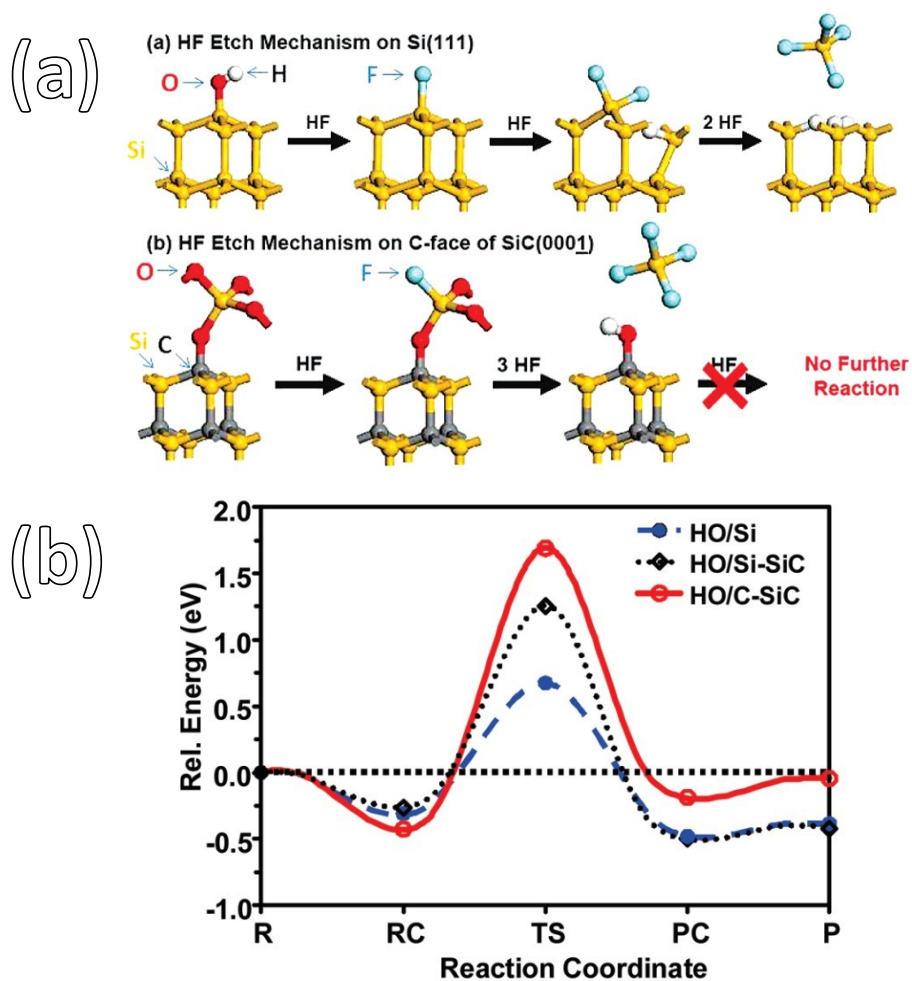 (a)
(a) HF Etch Mechanism on Si(111)
O H F
Si
HF HF 2 HF
(b) HF Etch Mechanism on C-face of SiC(0001)
O F
Si C
HF 3 HF HF No Further
Reaction
(b)
2.0
1.5
1.0
0.5
0.0
-0.5
-1.0
Rel. Energy (eV)
HO/Si
HO/Si-SiC
HO/C-SiC
R RC TS PC P
Reaction Coordinate